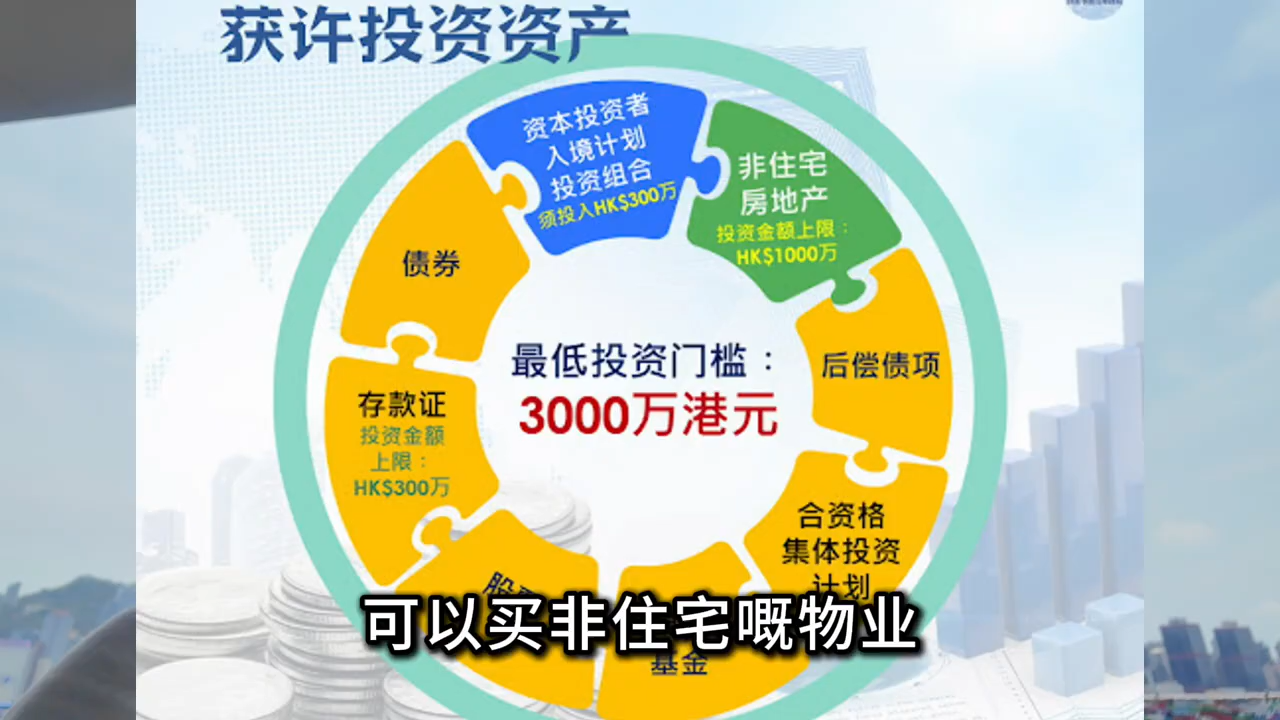 获许投资资产
资本投资者
入境计划
投资组合
须投入HK$300万
非住宅
房地产
投资金额上限：
HK$1000万
债券
后偿债项
最低投资门槛：
3000万港元
存款证
投资金额
上限：
HK$300万
合资格
集体投资
计划
基金
可以买非住宅嘅物业